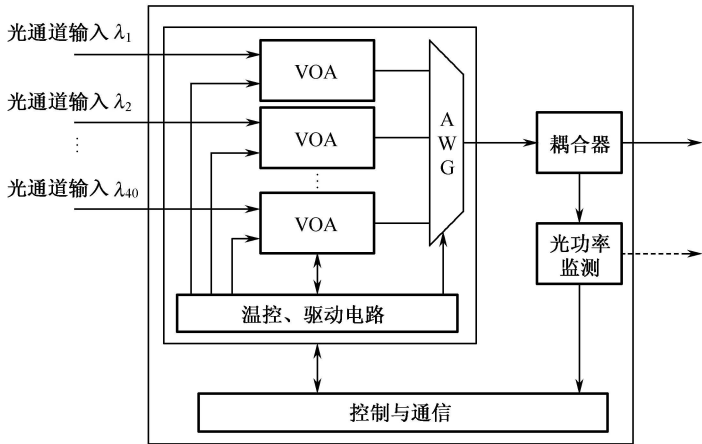 光通道输入 λ1
VOA
光通道输入 λ2
VOA
⋮
光通道输入 λ40
⋮
VOA
AWG
耦合器
光功率
监测
温控、驱动电路
控制与通信